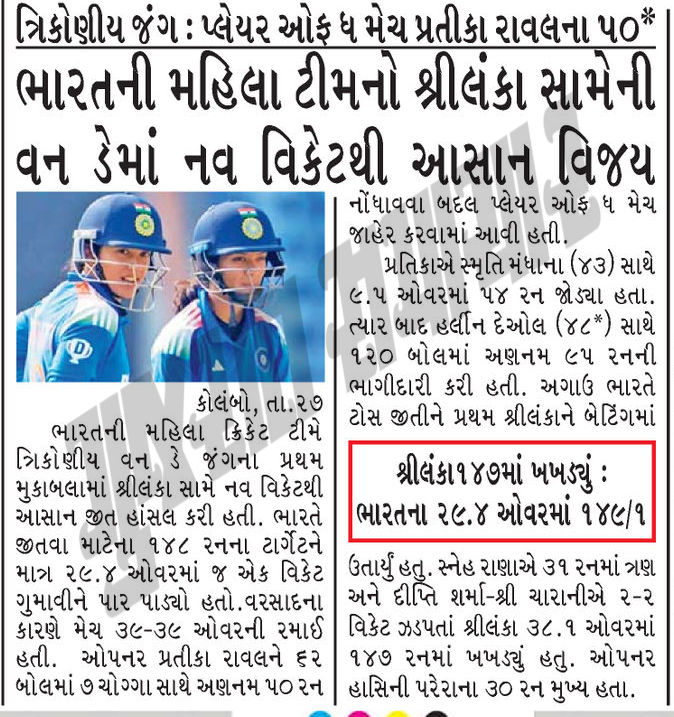 ત્રિકોણીય જંગ : પ્લેયર ઓફ ધ મેચ પ્રતીકા રાવલના ૫૦*
ભારતની મહિલા ટીમનો શ્રીલંકા સામેની
વન ડેમાં નવ વિકેટથી આસાન વિજય
કોલંબો, તા.૨૭
ભારતની મહિલા ક્રિકેટ ટીમે
ત્રિકોણીય વન ડે જંગના પ્રથમ
મુકાબલામાં શ્રીલંકા સામે નવ વિકેટથી
આસાન જીત હાંસલ કરી હતી. ભારતે
જીતવા માટેના ૧૪૮ રનના ટાર્ગેટને
માત્ર ૨૯.૪ ઓવરમાં જ એક વિકેટ
ગુમાવીને પાર પાડ્યો હતો.વરસાદના
કારણે મેચ ૩૯-૩૯ ઓવરની રમાઈ
હતી. ઓપનર પ્રતીકા રાવલને ૬૨
બોલમાં ૭ ચોગ્ગા સાથે અણનમ ૫૦ રન
નોંધાવવા બદલ પ્લેયર ઓફ ધ મેચ
જાહેર કરવામાં આવી હતી.
પ્રતિકાએ સ્મૃતિ મંધાના (૪૩) સાથે
૯.૫ ઓવરમાં ૫૪ રન જોડ્યા હતા.
ત્યાર બાદ હર્લીન દેઓલ (૪૮*) સાથે
૧૨૦ બોલમાં અણનમ ૯૫ રનની
ભાગીદારી કરી હતી. અગાઉ ભારતે
ટોસ જીતીને પ્રથમ શ્રીલંકાને બેટિંગમાં
શ્રીલંકા૧૪૭માં ખખડ્યું :
ભારતના ૨૯.૪ ઓવરમાં ૧૪૯/૧
ઉતાર્યું હતુ. સ્નેહ રાણાએ ૩૧ રનમાં ત્રણ
અને દીપ્તિ શર્મા-શ્રી ચારાનીએ ૨-૨
વિકેટ ઝડપતાં શ્રીલંકા ૩૮.૧ ઓવરમાં
૧૪૭ રનમાં ખખડ્યું હતુ. ઓપનર
હાસિની પરેરાના ૩૦ રન મુખ્ય હતા.